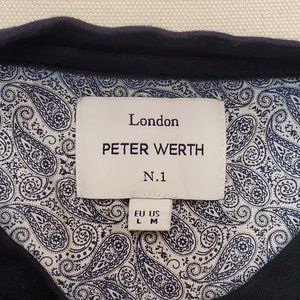 London
PETER WERTH
N.1
EU US
L M